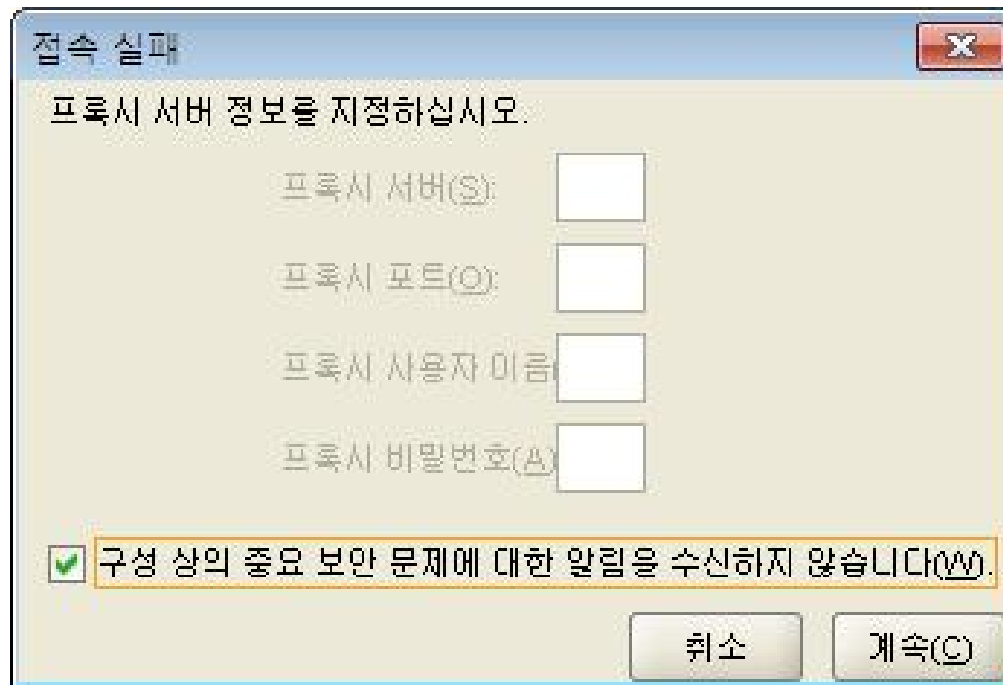 접속 실패
프록시 서버 정보를 지정하십시오.
프록시 서버(S):
프록시 포트(O):
프록시 사용자 이름(
프록시 비밀번호(A)
구성 상의 중요 보안 문제에 대한 알림을 수신하지 않습니다(W).
취소
계속(C)